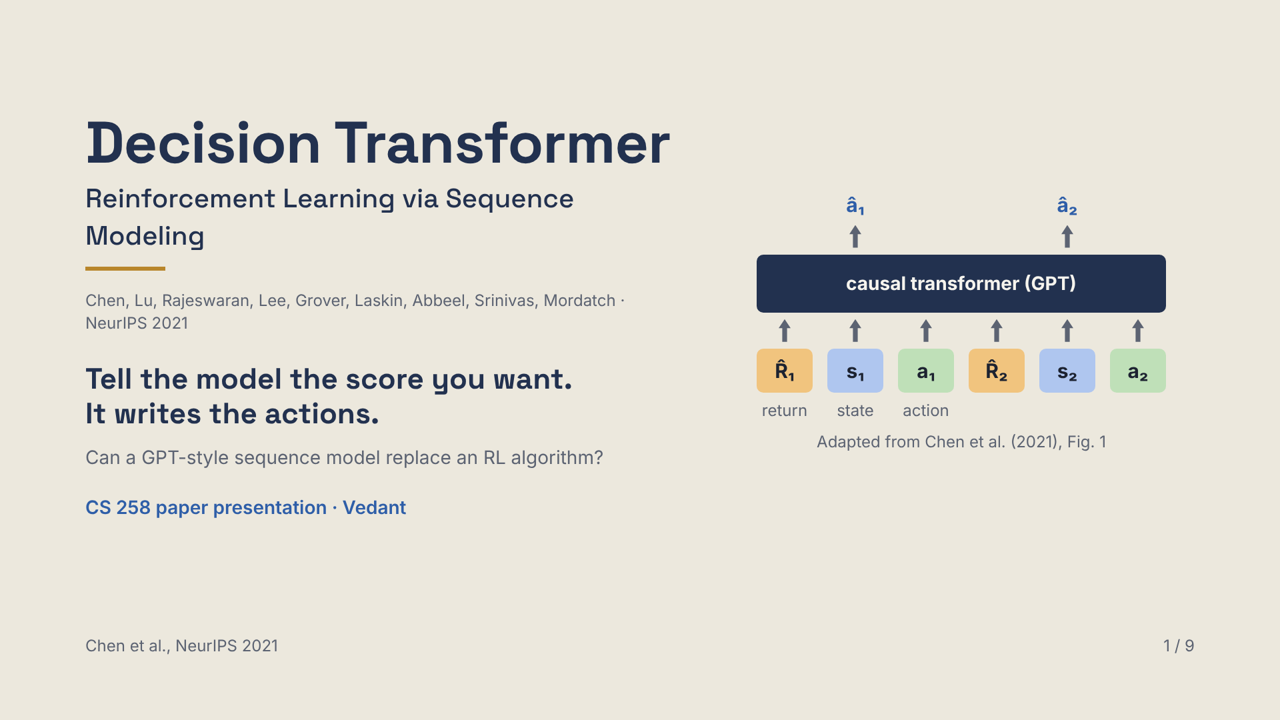 Decision Transformer
Reinforcement Learning via Sequence
Modeling
Chen, Lu, Rajeswaran, Lee, Grover, Laskin, Abbeel, Srinivas, Mordatch ·
NeurIPS 2021
Tell the model the score you want.
It writes the actions.
Can a GPT-style sequence model replace an RL algorithm?
CS 258 paper presentation · Vedant
â₁ â₂
causal transformer (GPT)
R̂₁ s₁ a₁ R̂₂ s₂ a₂
return state action
Adapted from Chen et al. (2021), Fig. 1
Chen et al., NeurIPS 2021
1 / 9